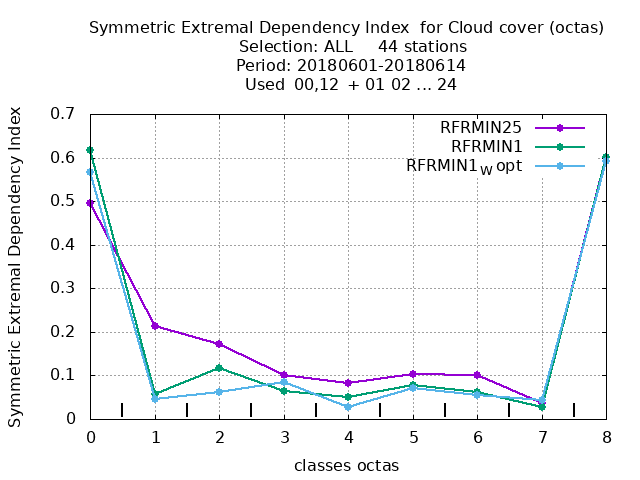 Symmetric Extremal Dependency Index for Cloud cover (octas)
Selection: ALL 44 stations
Period: 20180601-20180614
Used 00,12 + 01 02 ... 24
Symmetric Extremal Dependency Index
0.7
0.6
0.5
0.4
0.3
0.2
0.1
0
RFRMIN25
RFRMIN1
RFRMIN1W opt
0 1 2 3 4 5 6 7 8
classes octas